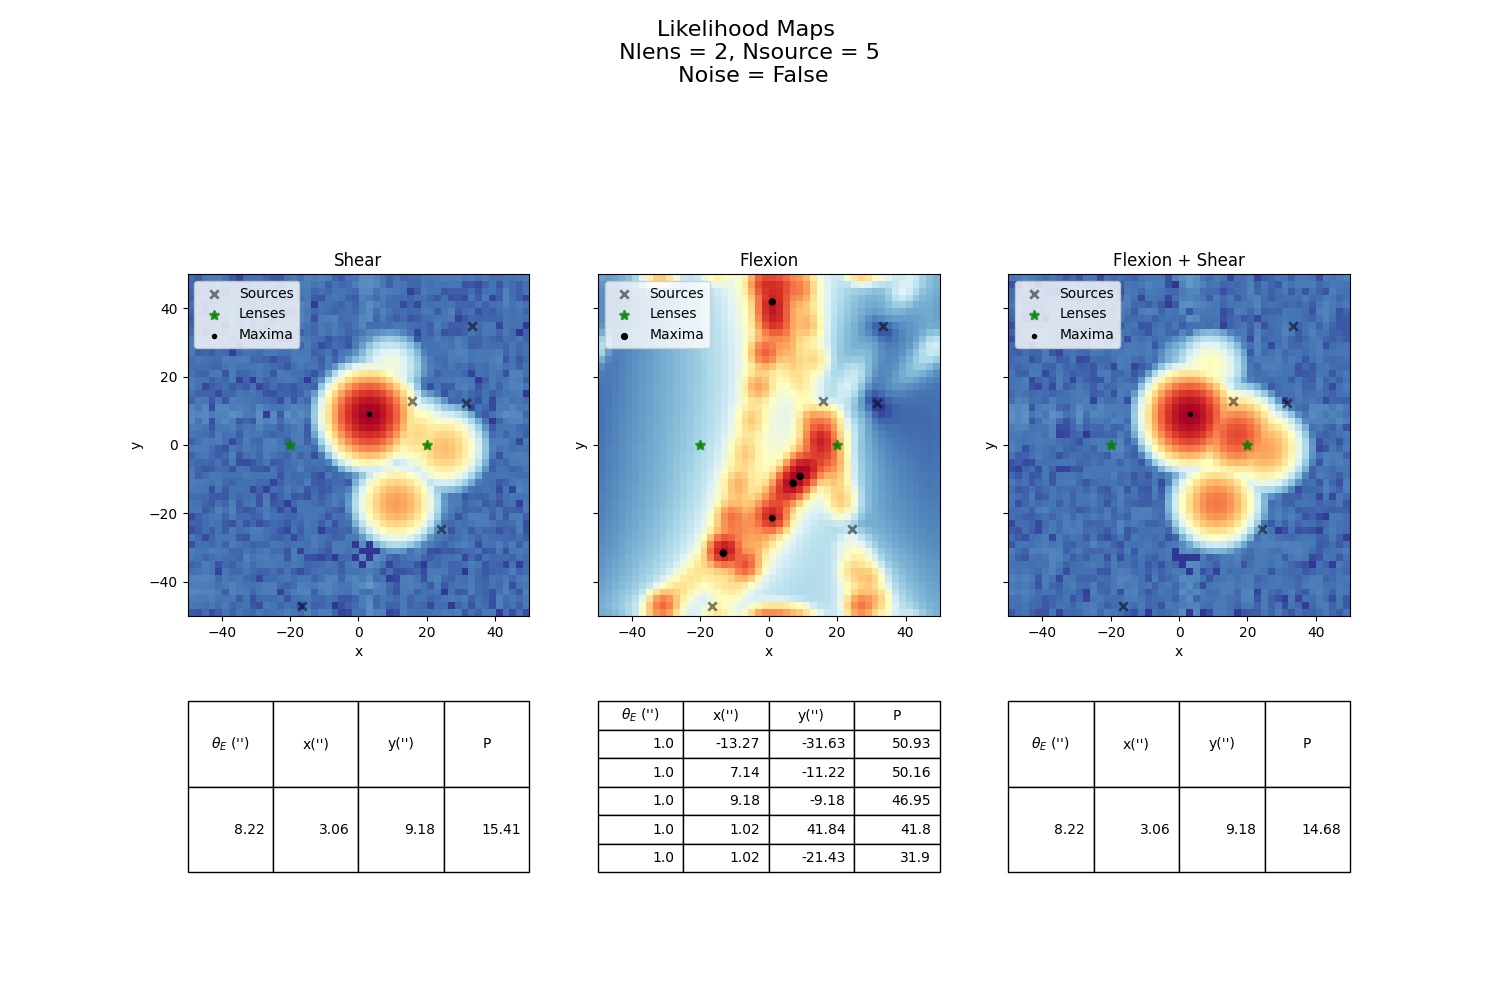 Likelihood Maps
Nlens = 2, Nsource = 5
Noise = False
Shear
Flexion
Flexion + Shear
Sources
Lenses
Maxima
Sources
Lenses
Maxima
Sources
Lenses
Maxima
y
40
20
0
−20
−40
−40 −20 0 20 40
x
y
−40 −20 0 20 40
x
y
−40 −20 0 20 40
x
θ_E ('') x('') y('') P
8.22 3.06 9.18 15.41
θ_E ('') x('') y('') P
1.0 -13.27 -31.63 50.93
1.0 7.14 -11.22 50.16
1.0 9.18 -9.18 46.95
1.0 1.02 41.84 41.8
1.0 1.02 -21.43 31.9
θ_E ('') x('') y('') P
8.22 3.06 9.18 14.68